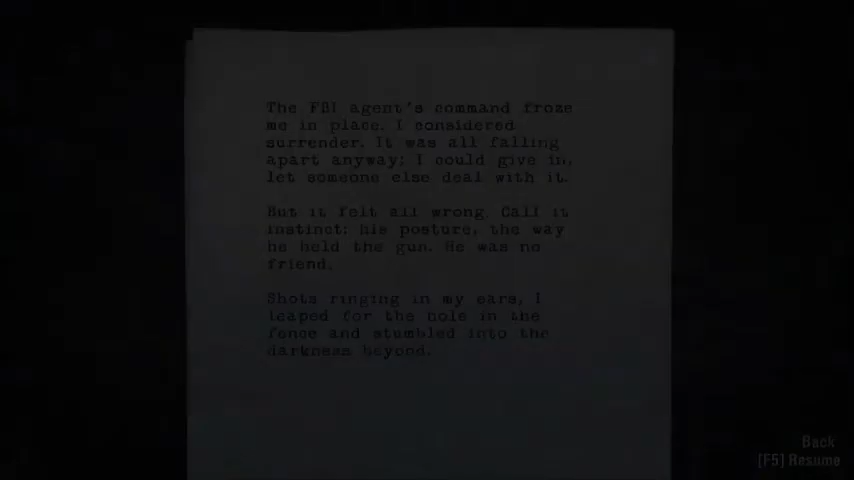 The FBI agent's command froze
me in place. I considered
surrender. It was all falling
apart anyway; I could give in,
let someone else deal with it.
But it felt all wrong. Call it
instinct: his posture, the way
he held the gun. He was no
friend.
Shots ringing in my ears, I
leaped for the hole in the
fence and stumbled into the
darkness beyond.
Back
[F5] Resume